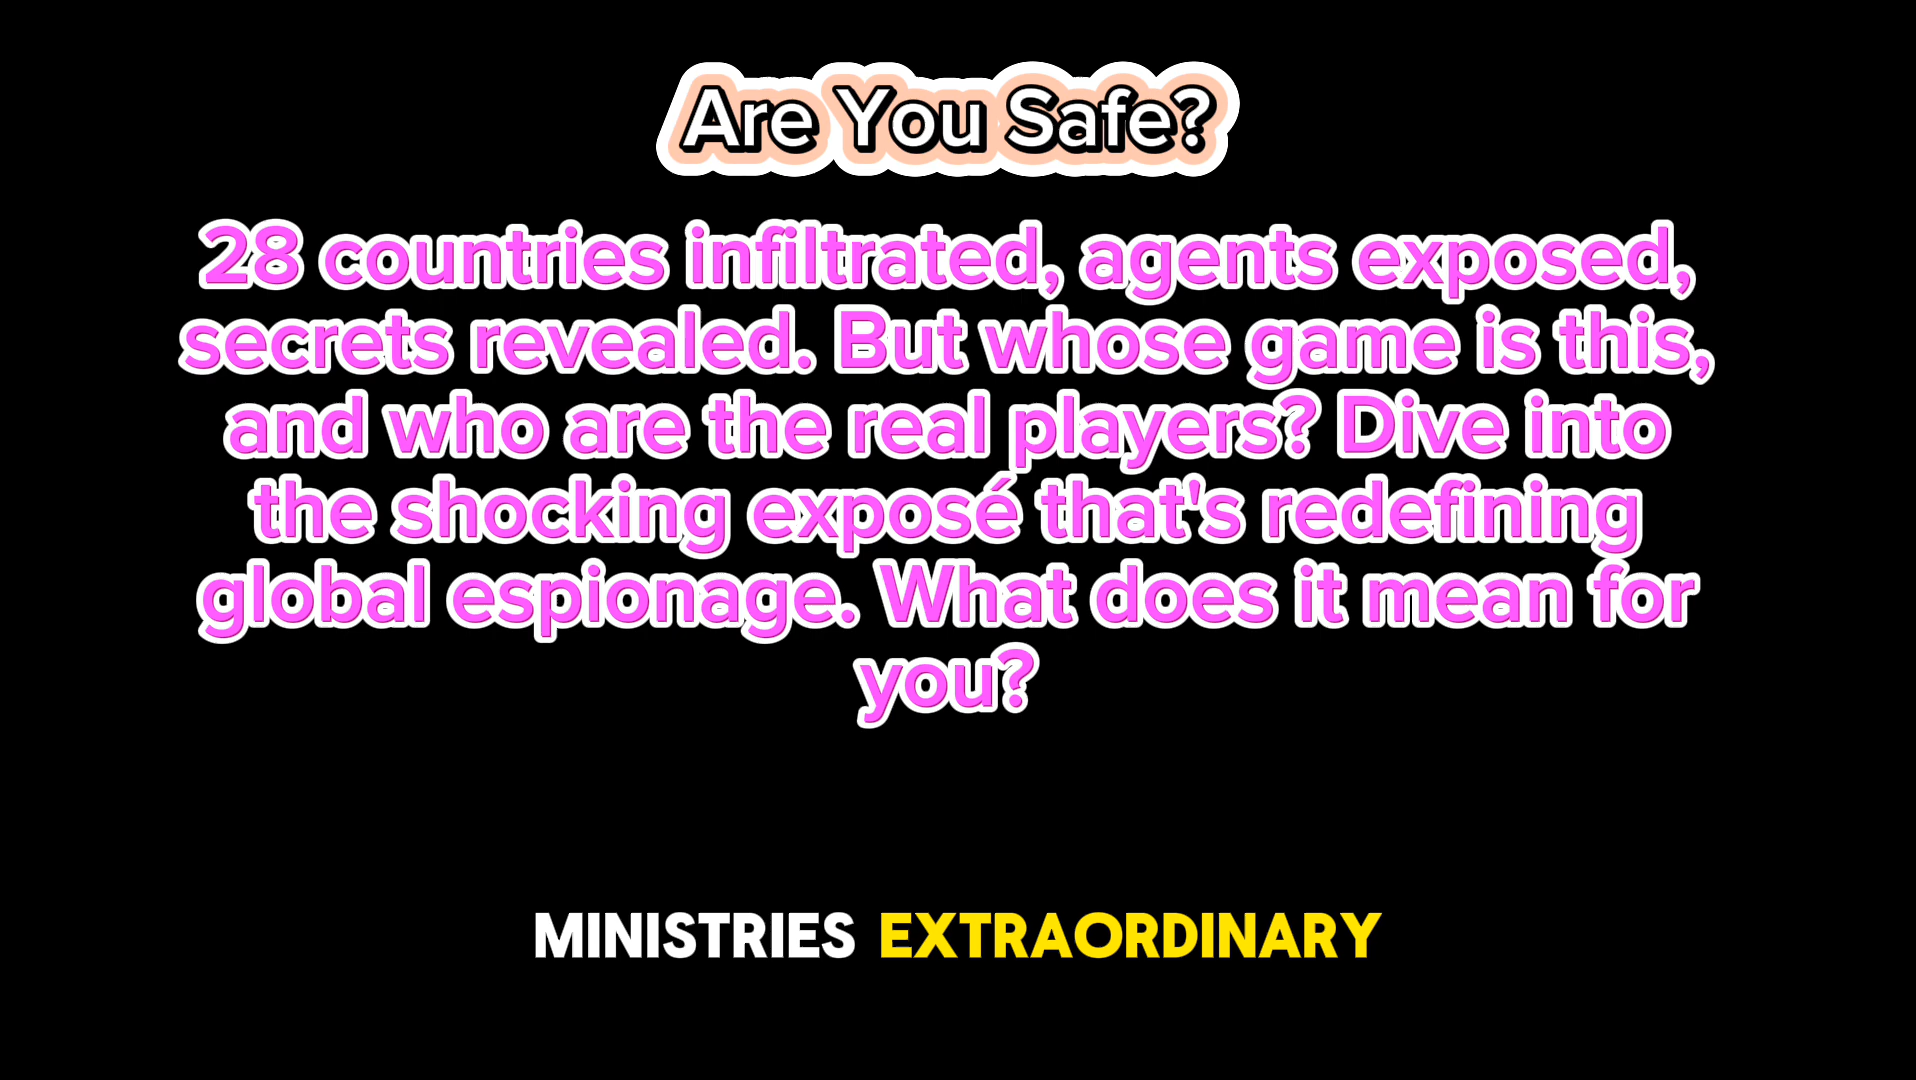 Are You Safe?
28 countries infiltrated, agents exposed,
secrets revealed. But whose game is this,
and who are the real players? Dive into
the shocking exposé that's redefining
global espionage. What does it mean for
you?
MINISTRIES EXTRAORDINARY